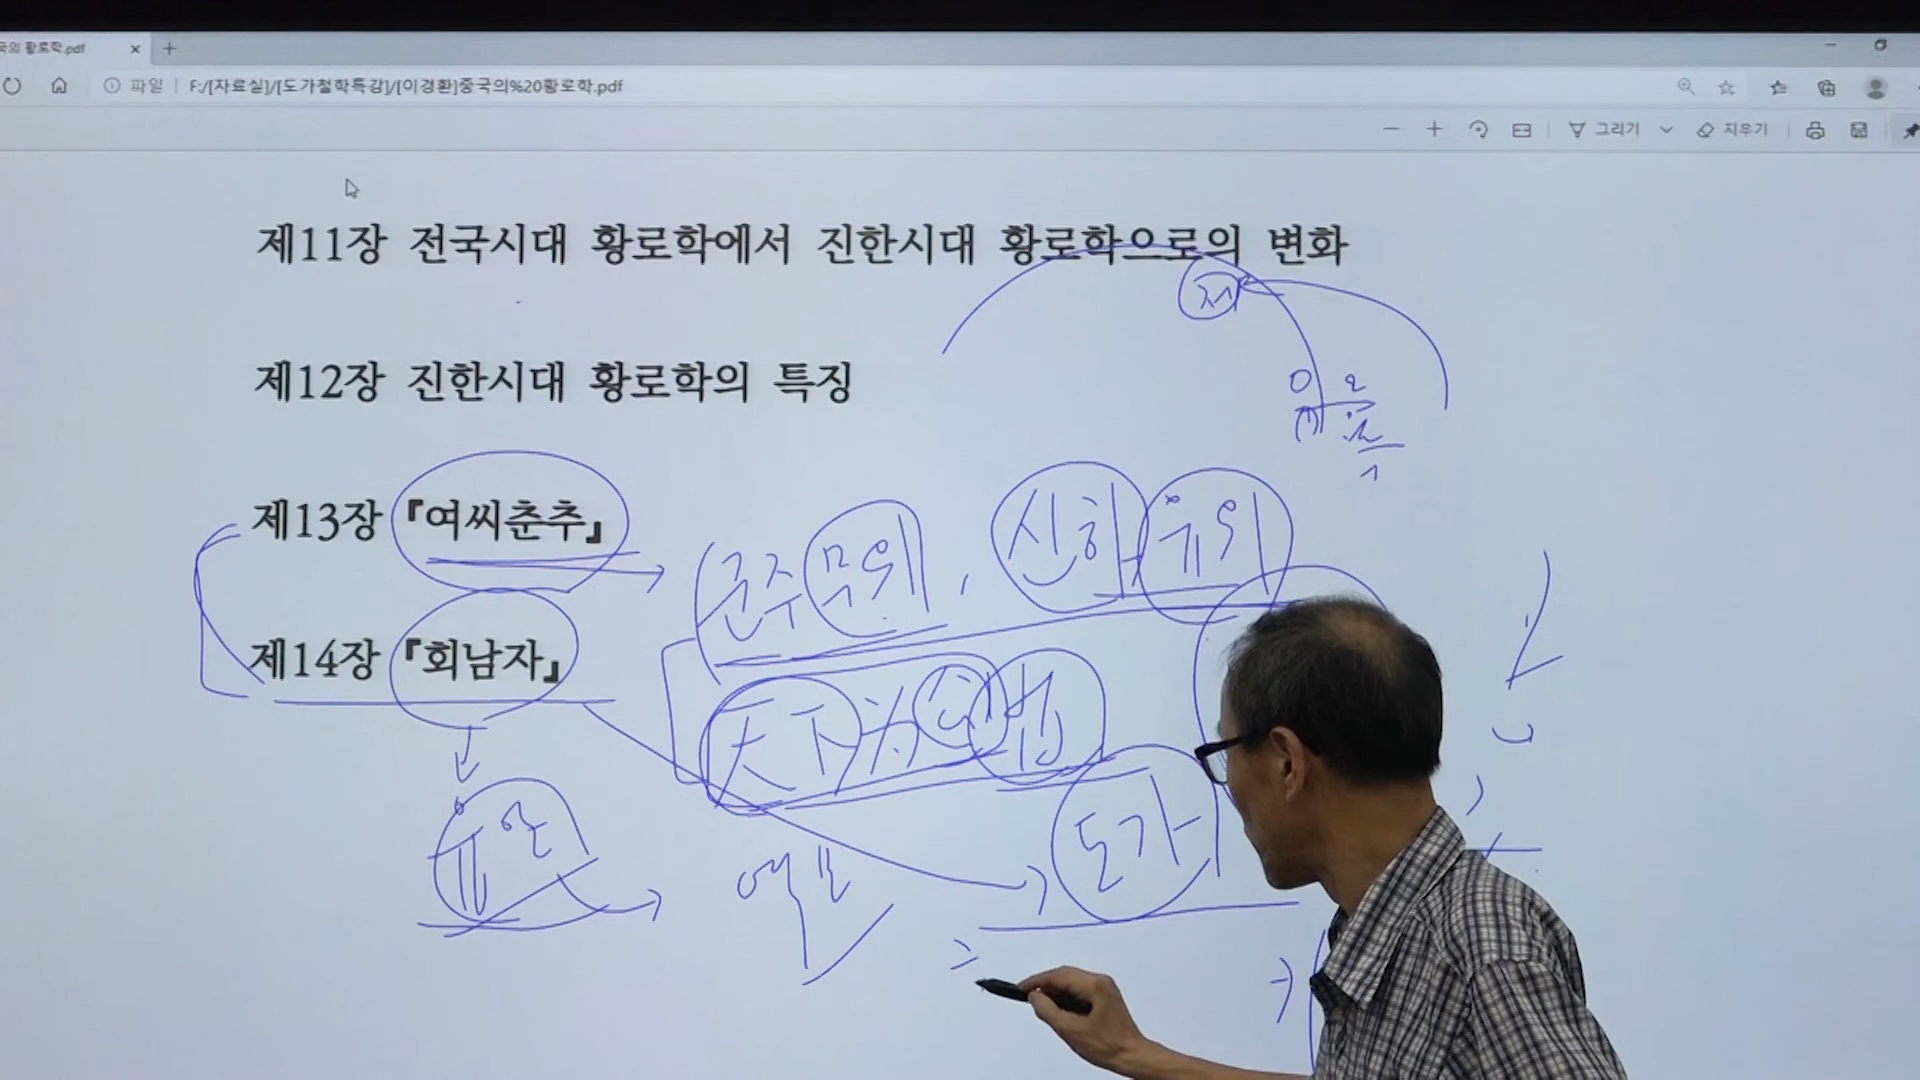 국의 황로학.pdf
파일 F:/[자료실]/[도가철학특강]/[이경환]중국의%20황로학.pdf
그리기 지우기
제11장 전국시대 황로학에서 진한시대 황로학으로의 변화
제12장 진한시대 황로학의 특징
제13장 『여씨춘추』
제14장 『회남자』
군주무위, 신하유위
天下
법
유안
도가